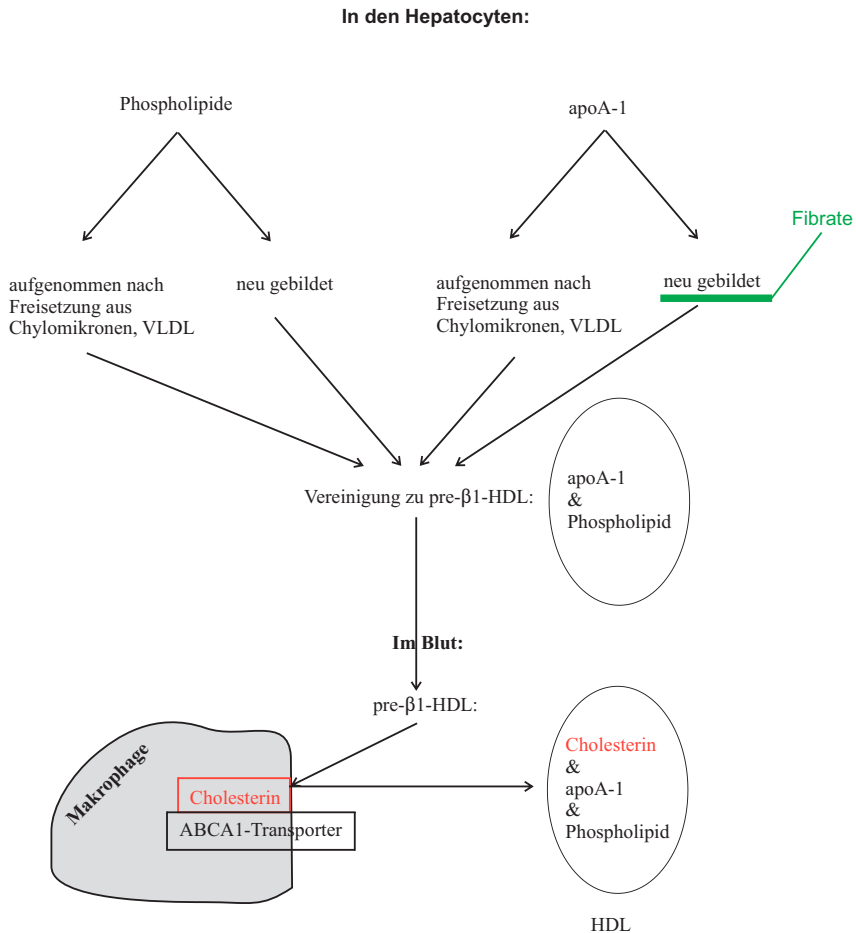 In den Hepatocyten:
Phospholipide
apoA-1
Fibrate
aufgenommen nach
Freisetzung aus
Chylomikronen, VLDL
neu gebildet
aufgenommen nach
Freisetzung aus
Chylomikronen, VLDL
neu gebildet
Vereinigung zu pre-β1-HDL:
apoA-1
&
Phospholipid
Im Blut:
pre-β1-HDL:
Makrophage
Cholesterin
ABCA1-Transporter
Cholesterin
&
apoA-1
&
Phospholipid
HDL